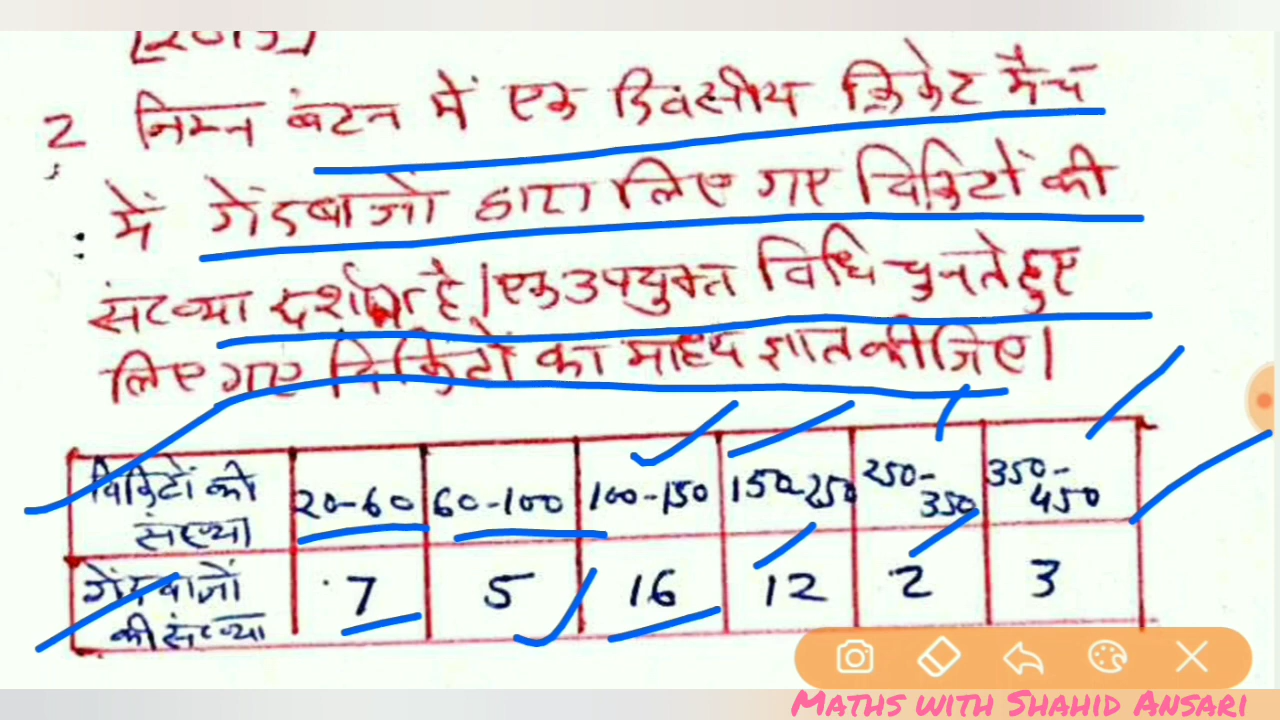 2 निम्न बंटन में एक दिवसीय क्रिकेट मैच
में गेंदबाजों द्वारा लिए गए विकिटों की
संख्या दर्शाता है। एक उपयुक्त विधि चुनते हुए
लिए गए विकिटों का माध्य ज्ञात कीजिए।
विकिटों की संख्या 20-60 60-100 100-150 150-250 250-350 350-450
गेंदबाजों की संख्या 7 5 16 12 2 3
MATHS WITH SHAHID ANSARI